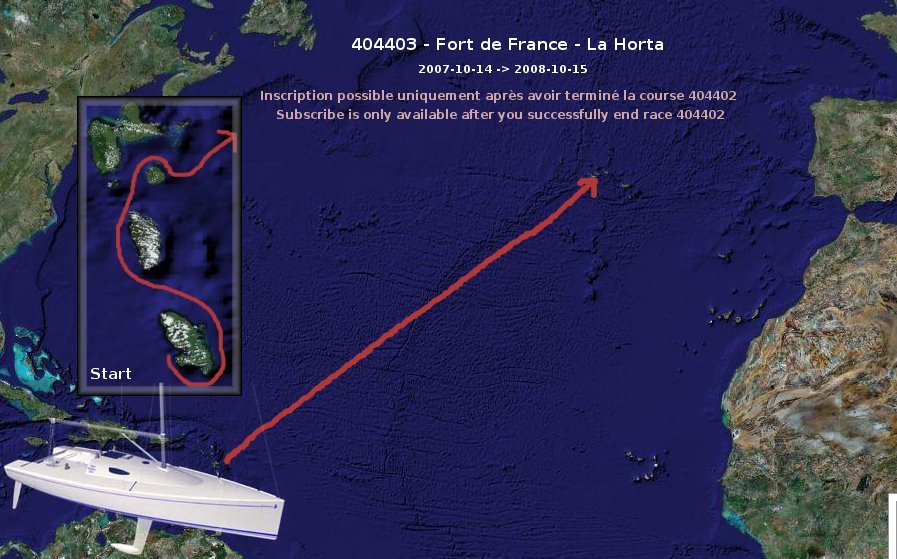 404403 - Fort de France - La Horta
2007-10-14 -> 2008-10-15
Inscription possible uniquement après avoir terminé la course 404402
Subscribe is only available after you successfully end race 404402
Start